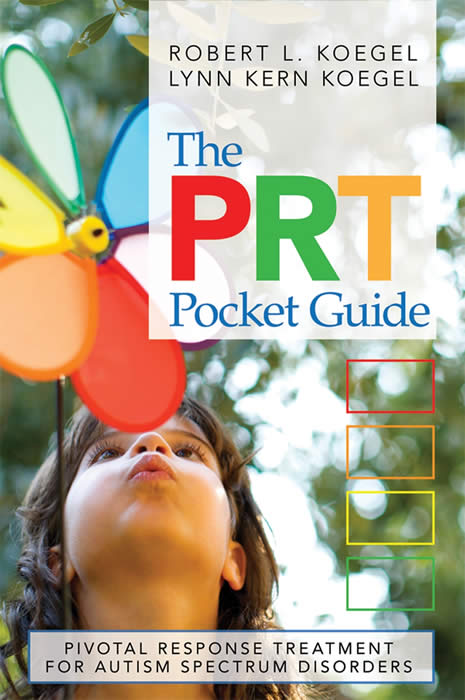 ROBERT L. KOEGEL
LYNN KERN KOEGEL
The
PRT
Pocket Guide
PIVOTAL RESPONSE TREATMENT
FOR AUTISM SPECTRUM DISORDERS